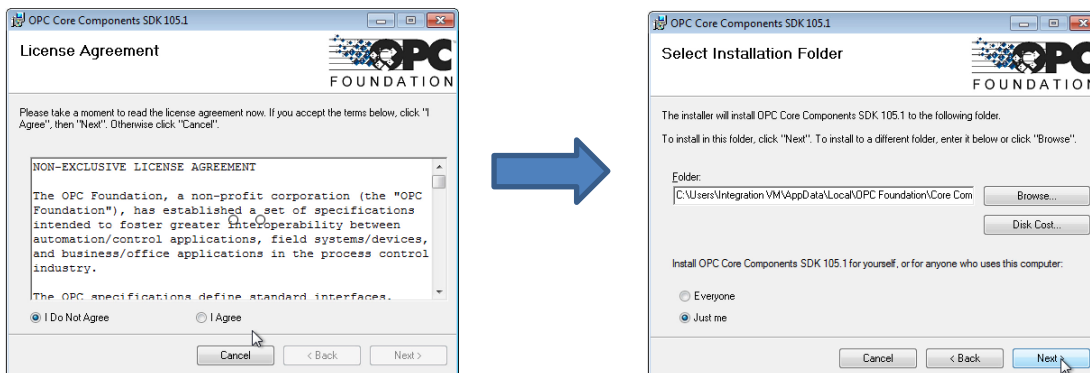 OPC Core Components SDK 105.1
License Agreement
OPC
FOUNDATION
Please take a moment to read the license agreement now. If you accept the terms below, click "I
Agree", then "Next". Otherwise click "Cancel".
NON-EXCLUSIVE LICENSE AGREEMENT
The OPC Foundation, a non-profit corporation (the "OPC
Foundation"), has established a set of specifications
intended to foster greater interoperability between
automation/control applications, field systems/devices,
and business/office applications in the process control
industry.
The OPC specifications define standard interfaces,
I Do Not Agree
I Agree
Cancel
< Back
Next >
OPC Core Components SDK 105.1
Select Installation Folder
OPC
FOUNDATION
The installer will install OPC Core Components SDK 105.1 to the following folder.
To install in this folder, click "Next". To install to a different folder, enter it below or click "Browse".
Folder:
C:\Users\Integration VM\AppData\Local\OPC Foundation\Core Com
Browse...
Disk Cost...
Install OPC Core Components SDK 105.1 for yourself, or for anyone who uses this computer:
Everyone
Just me
Cancel
< Back
Next >